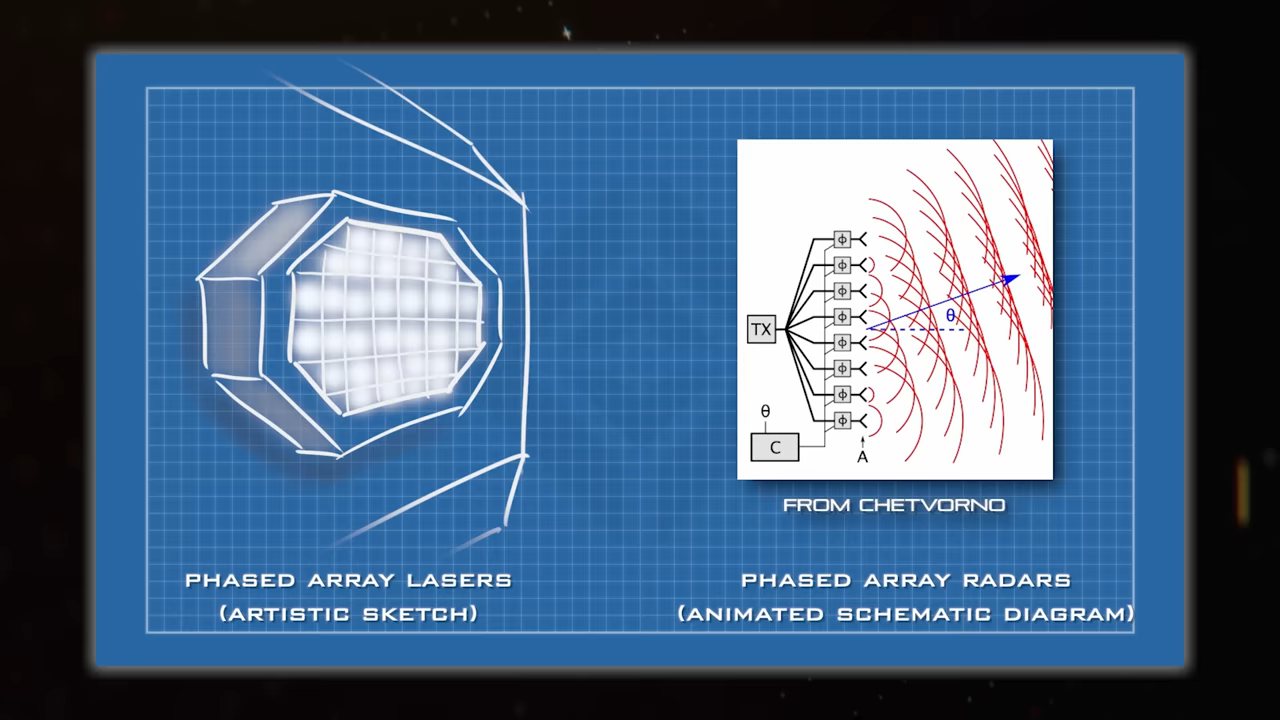 TX
ϕ
ϕ
ϕ
ϕ
ϕ
ϕ
ϕ
ϕ
θ
θ
C
A
FROM CHETVORNO
PHASED ARRAY LASERS
(ARTISTIC SKETCH)
PHASED ARRAY RADARS
(ANIMATED SCHEMATIC DIAGRAM)